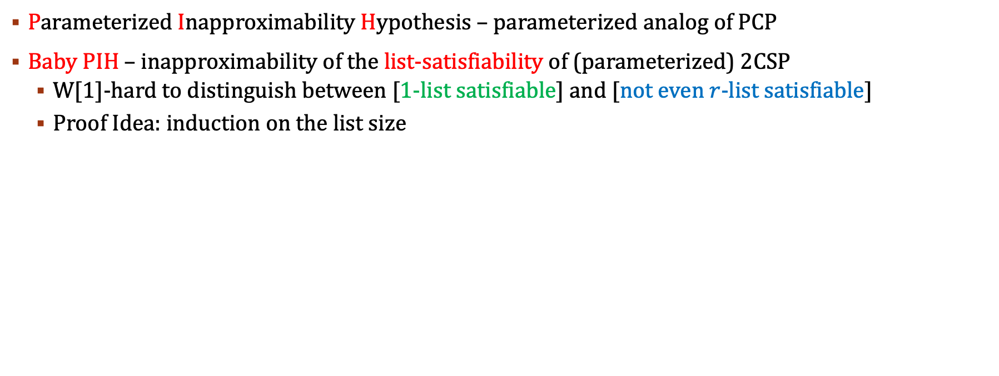 ▪ Parameterized Inapproximability Hypothesis – parameterized analog of PCP
▪ Baby PIH – inapproximability of the list-satisfiability of (parameterized) 2CSP
▪ W[1]-hard to distinguish between [1-list satisfiable] and [not even r-list satisfiable]
▪ Proof Idea: induction on the list size